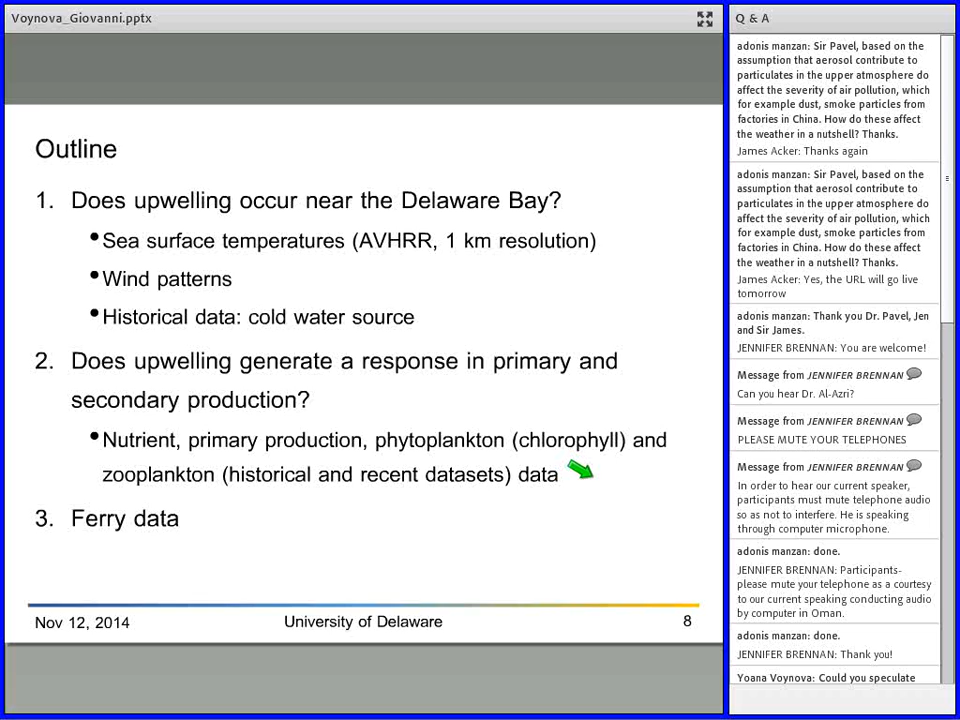 Voynova_Giovanni.pptx
Outline
1. Does upwelling occur near the Delaware Bay?
•Sea surface temperatures (AVHRR, 1 km resolution)
•Wind patterns
•Historical data: cold water source
2. Does upwelling generate a response in primary and
secondary production?
•Nutrient, primary production, phytoplankton (chlorophyll) and
zooplankton (historical and recent datasets) data
3. Ferry data
Nov 12, 2014
University of Delaware
8
Q & A
adonis manzan: Sir Pavel, based on the
assumption that aerosol contribute to
particulates in the upper atmosphere do
affect the severity of air pollution, which
for example dust, smoke particles from
factories in China. How do these affect
the weather in a nutshell? Thanks.
James Acker: Thanks again
adonis manzan: Sir Pavel, based on the
assumption that aerosol contribute to
particulates in the upper atmosphere do
affect the severity of air pollution, which
for example dust, smoke particles from
factories in China. How do these affect
the weather in a nutshell? Thanks.
James Acker: Yes, the URL will go live
tomorrow
adonis manzan: Thank you Dr. Pavel, Jen
and Sir James.
JENNIFER BRENNAN: You are welcome!
Message from JENNIFER BRENNAN
Can you hear Dr. Al-Azri?
Message from JENNIFER BRENNAN
PLEASE MUTE YOUR TELEPHONES
Message from JENNIFER BRENNAN
In order to hear our current speaker,
participants must mute telephone audio
so as not to interfere. He is speaking
through computer microphone.
adonis manzan: done.
JENNIFER BRENNAN: Participants-
please mute your telephone as a courtesy
to our current speaking conducting audio
by computer in Oman.
adonis manzan: done.
JENNIFER BRENNAN: Thank you!
Yoana Voynova: Could you speculate